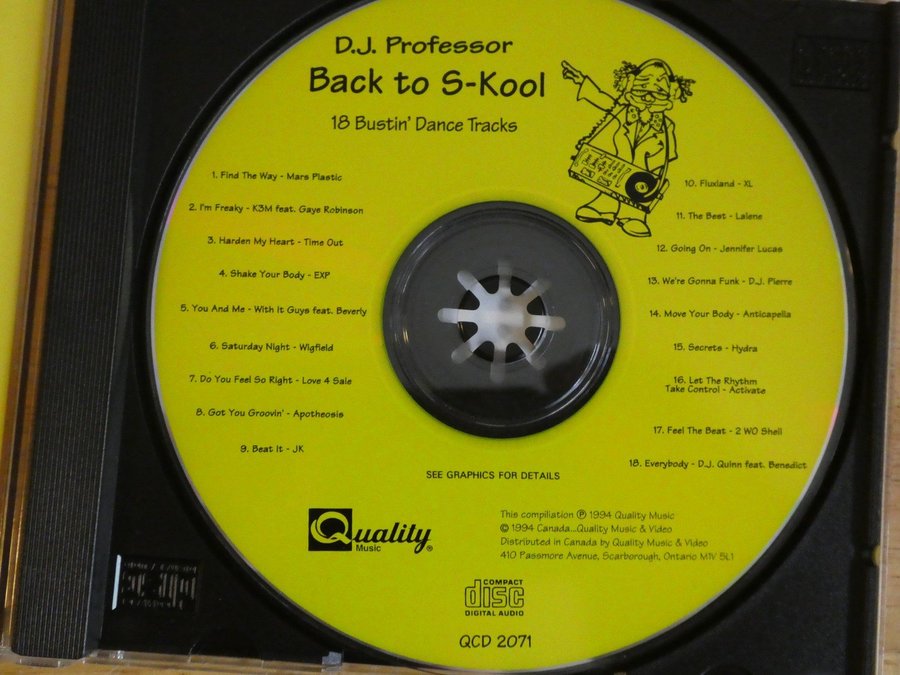 D.J. Professor
Back to S-Kool
18 Bustin' Dance Tracks
1. Find The Way - Mars Plastic
2. I'm Freaky - K3M feat. Gaye Robinson
3. Harden My Heart - Time Out
4. Shake Your Body - EXP
5. You And Me - With It Guys feat. Beverly
6. Saturday Night - Wigfield
7. Do You Feel So Right - Love 4 Sale
8. Got You Groovin' - Apotheosis
9. Beat It - JK
10. Fluxland - XL
11. The Best - Lalene
12. Going On - Jennifer Lucas
13. We're Gonna Funk - D.J. Pierre
14. Move Your Body - Anticapella
15. Secrets - Hydra
16. Let The Rhythm
Take Control - Activate
17. Feel The Beat - 2 WO Shell
18. Everybody - D.J. Quinn feat. Benedict
SEE GRAPHICS FOR DETAILS
Quality
Music ®
This compilation ℗ 1994 Quality Music
© 1994 Canada...Quality Music & Video
Distributed in Canada by Quality Music & Video
410 Passmore Avenue, Scarborough, Ontario M1V 5L1
COMPACT
disc
DIGITAL AUDIO
QCD 2071